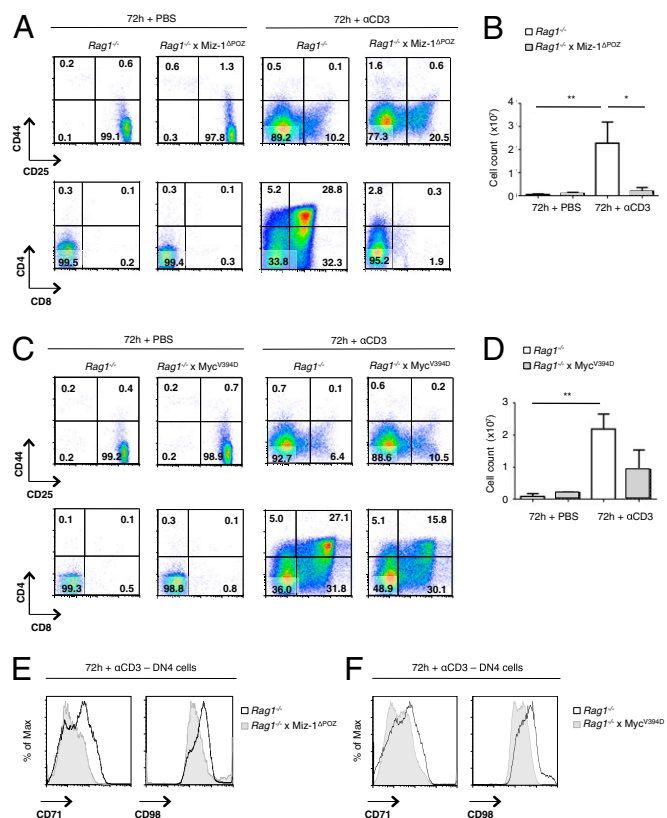 A
72h + PBS
72h + αCD3
Rag1-/-
Rag1-/- x Miz-1ΔPOZ
Rag1-/-
Rag1-/- x Miz-1ΔPOZ
0.2 0.6
0.6 1.3
0.5 0.1
1.6 0.6
0.1 99.1
0.3 97.8
89.2 10.2
77.3 20.5
CD44
CD25
0.3 0.1
0.3 0.1
5.2 28.8
2.8 0.3
99.5 0.2
99.4 0.3
33.8 32.3
95.2 1.9
CD4
CD8
B
Rag1-/-
Rag1-/- x Miz-1ΔPOZ
** *
Cell count (x10⁷)
4
3
2
1
0
72h + PBS 72h + αCD3
C
72h + PBS
72h + αCD3
Rag1-/-
Rag1-/- x MycV394D
Rag1-/-
Rag1-/- x MycV394D
0.2 0.4
0.2 0.7
0.7 0.1
0.6 0.2
0.2 99.2
0.2 98.9
92.7 6.4
88.6 10.5
CD44
CD25
0.1 0.1
0.3 0.1
5.0 27.1
5.1 15.8
99.3 0.5
98.8 0.8
36.0 31.8
48.9 30.1
CD4
CD8
D
Rag1-/-
Rag1-/- x MycV394D
**
Cell count (x10⁷)
3
2
1
0
72h + PBS 72h + αCD3
E
72h + αCD3 – DN4 cells
Rag1-/-
Rag1-/- x Miz-1ΔPOZ
% of Max
CD71
CD98
F
72h + αCD3 – DN4 cells
Rag1-/-
Rag1-/- x MycV394D
% of Max
CD71
CD98